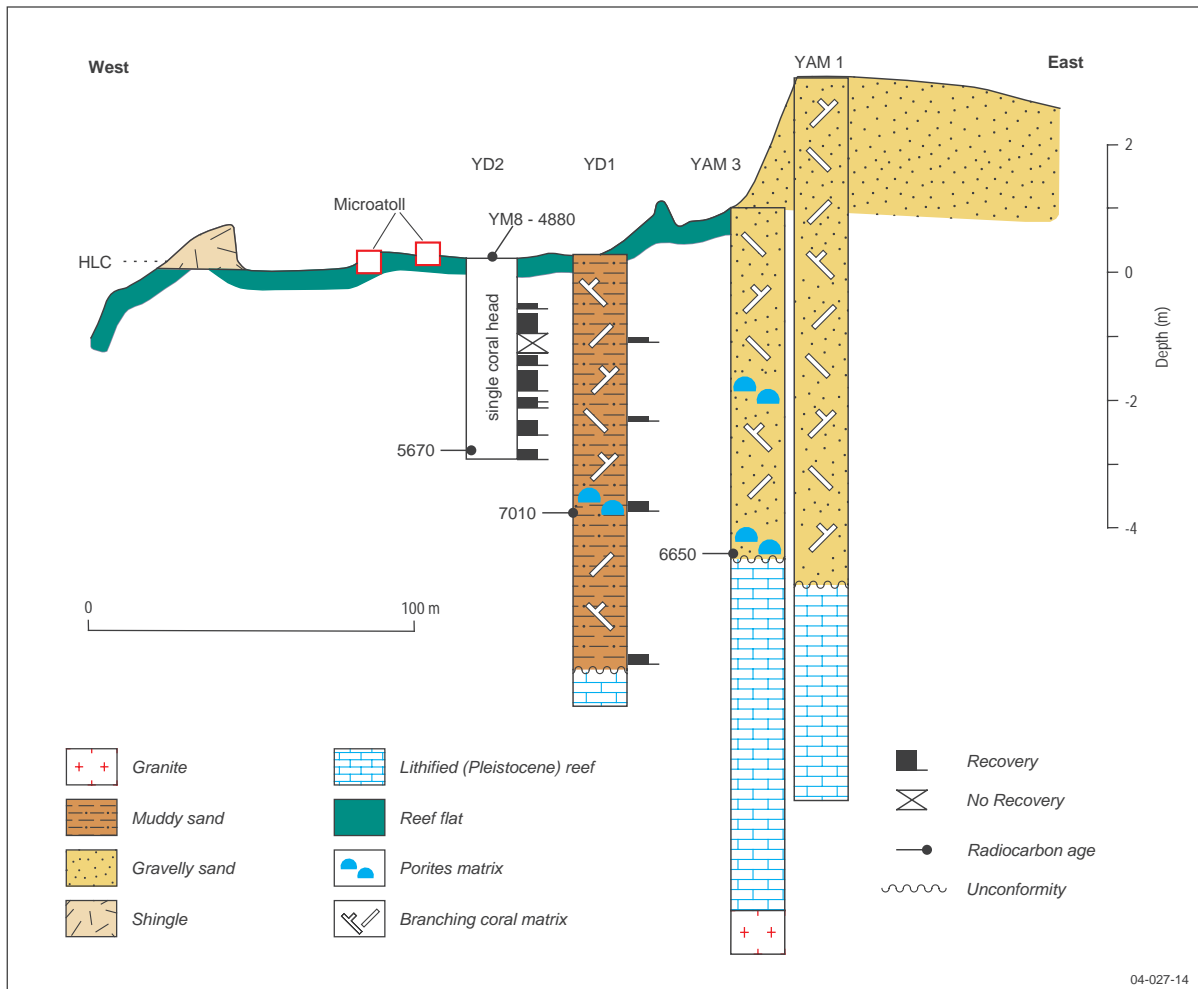 West
YAM 1
East
YD2
YD1
YAM 3
Microatoll
YM8 - 4880
HLC
single coral head
5670
7010
6650
2
0
-2
-4
Depth (m)
0
100 m
Granite
Muddy sand
Gravelly sand
Shingle
Lithified (Pleistocene) reef
Reef flat
Porites matrix
Branching coral matrix
Recovery
No Recovery
Radiocarbon age
Unconformity
04-027-14